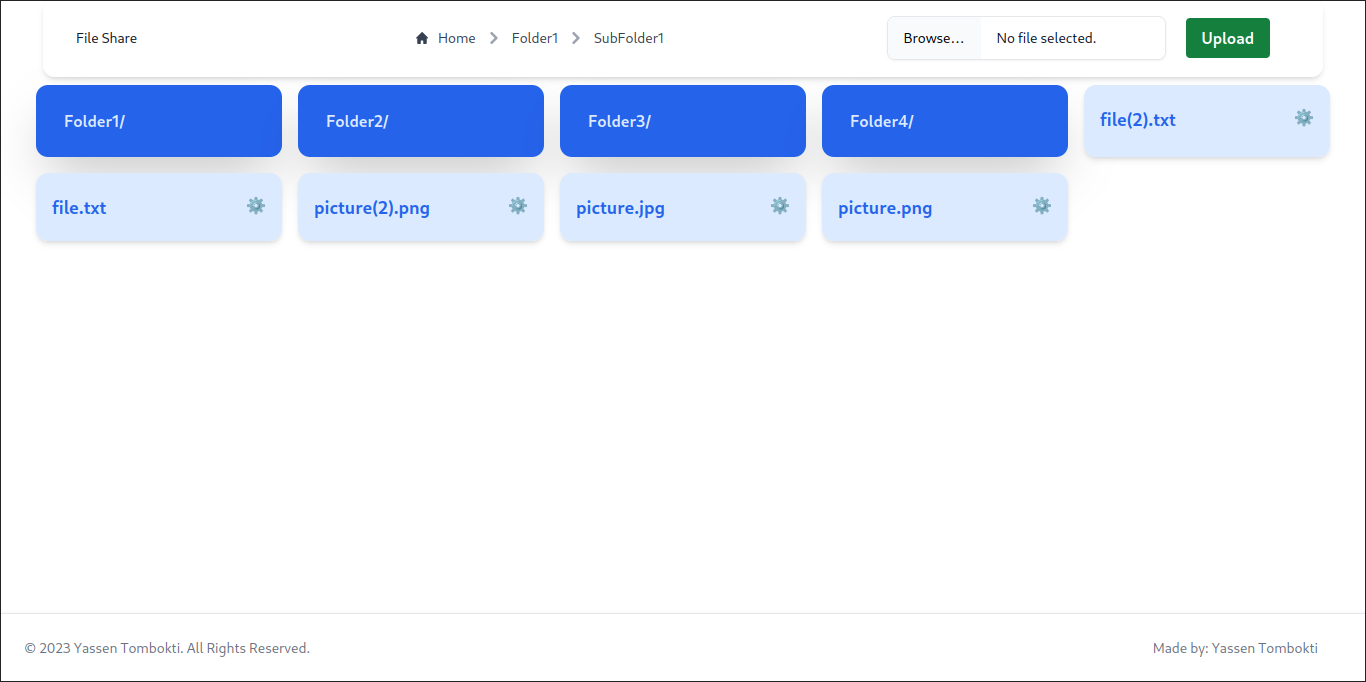 File Share
Home
Folder1
SubFolder1
Browse...
No file selected.
Upload
Folder1/
Folder2/
Folder3/
Folder4/
file(2).txt
file.txt
picture(2).png
picture.jpg
picture.png
© 2023 Yassen Tombokti. All Rights Reserved.
Made by: Yassen Tombokti